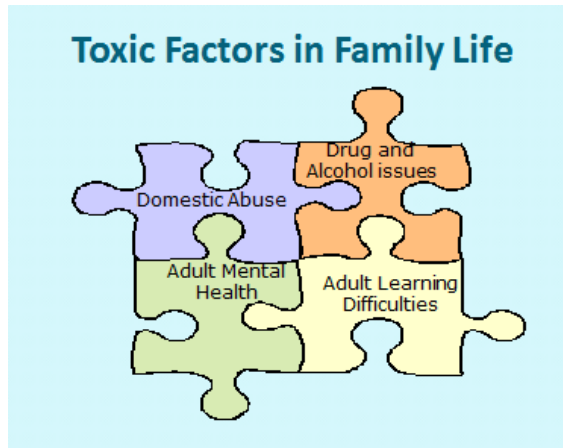 Toxic Factors in Family Life
Drug and
Alcohol issues
Domestic Abuse
Adult Mental
Health
Adult Learning
Difficulties